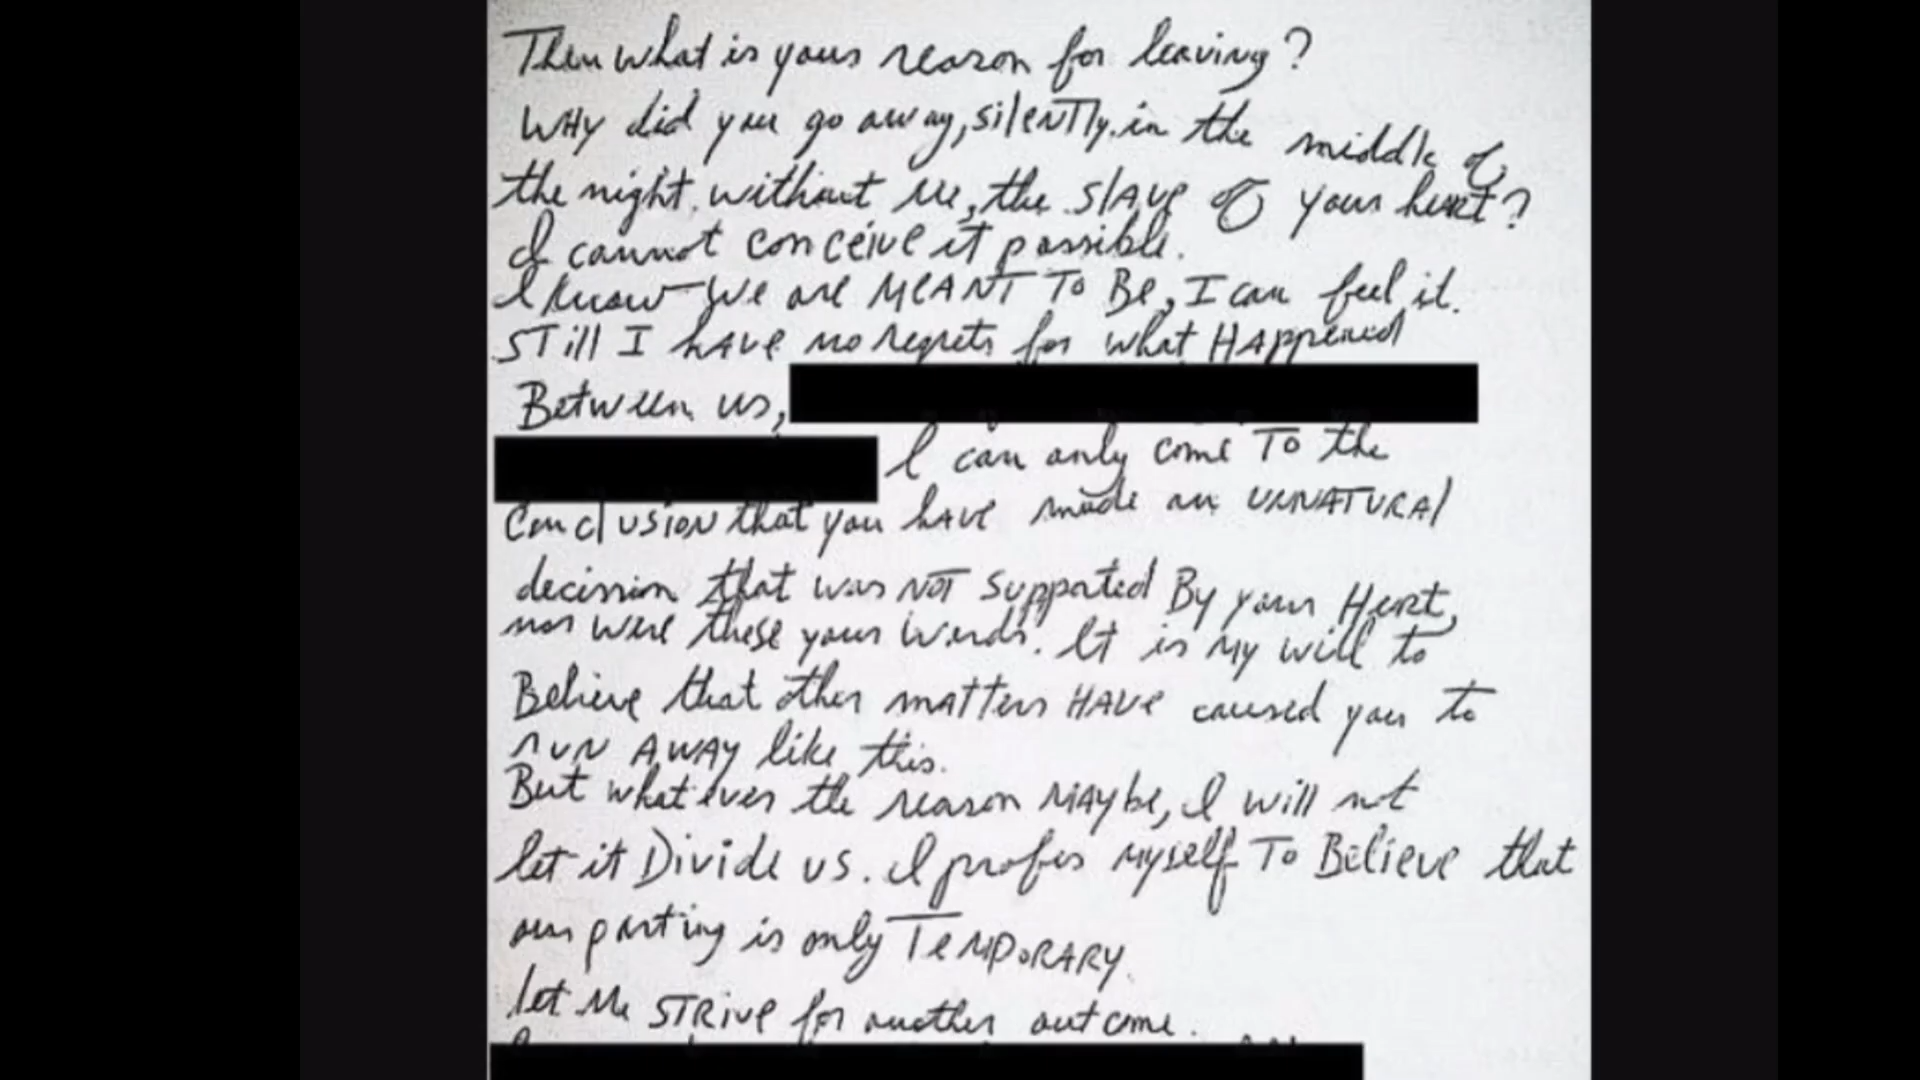 Then what is yours reason for leaving?
WHY did you go away, silently. in the middle of
the night. without me, the slave of your heart?
I cannot conceive it possible.
I know we are MEANT TO Be, I can feel it.
STill I have no regrets for what HAppened
Between us,
I can only come To the
Conclusion that you have made an UNNATURAl
decision that was NOT supported By your Heart,
nor were these your words. It is my will to
Believe that other matters HAVe caused you to
run AWAY like this.
But what ever the reason MAYbe, I will not
let it Divide us. I profes myself To Believe that
our parting is only TeMPORARY.
let Me STRive for another outcome.